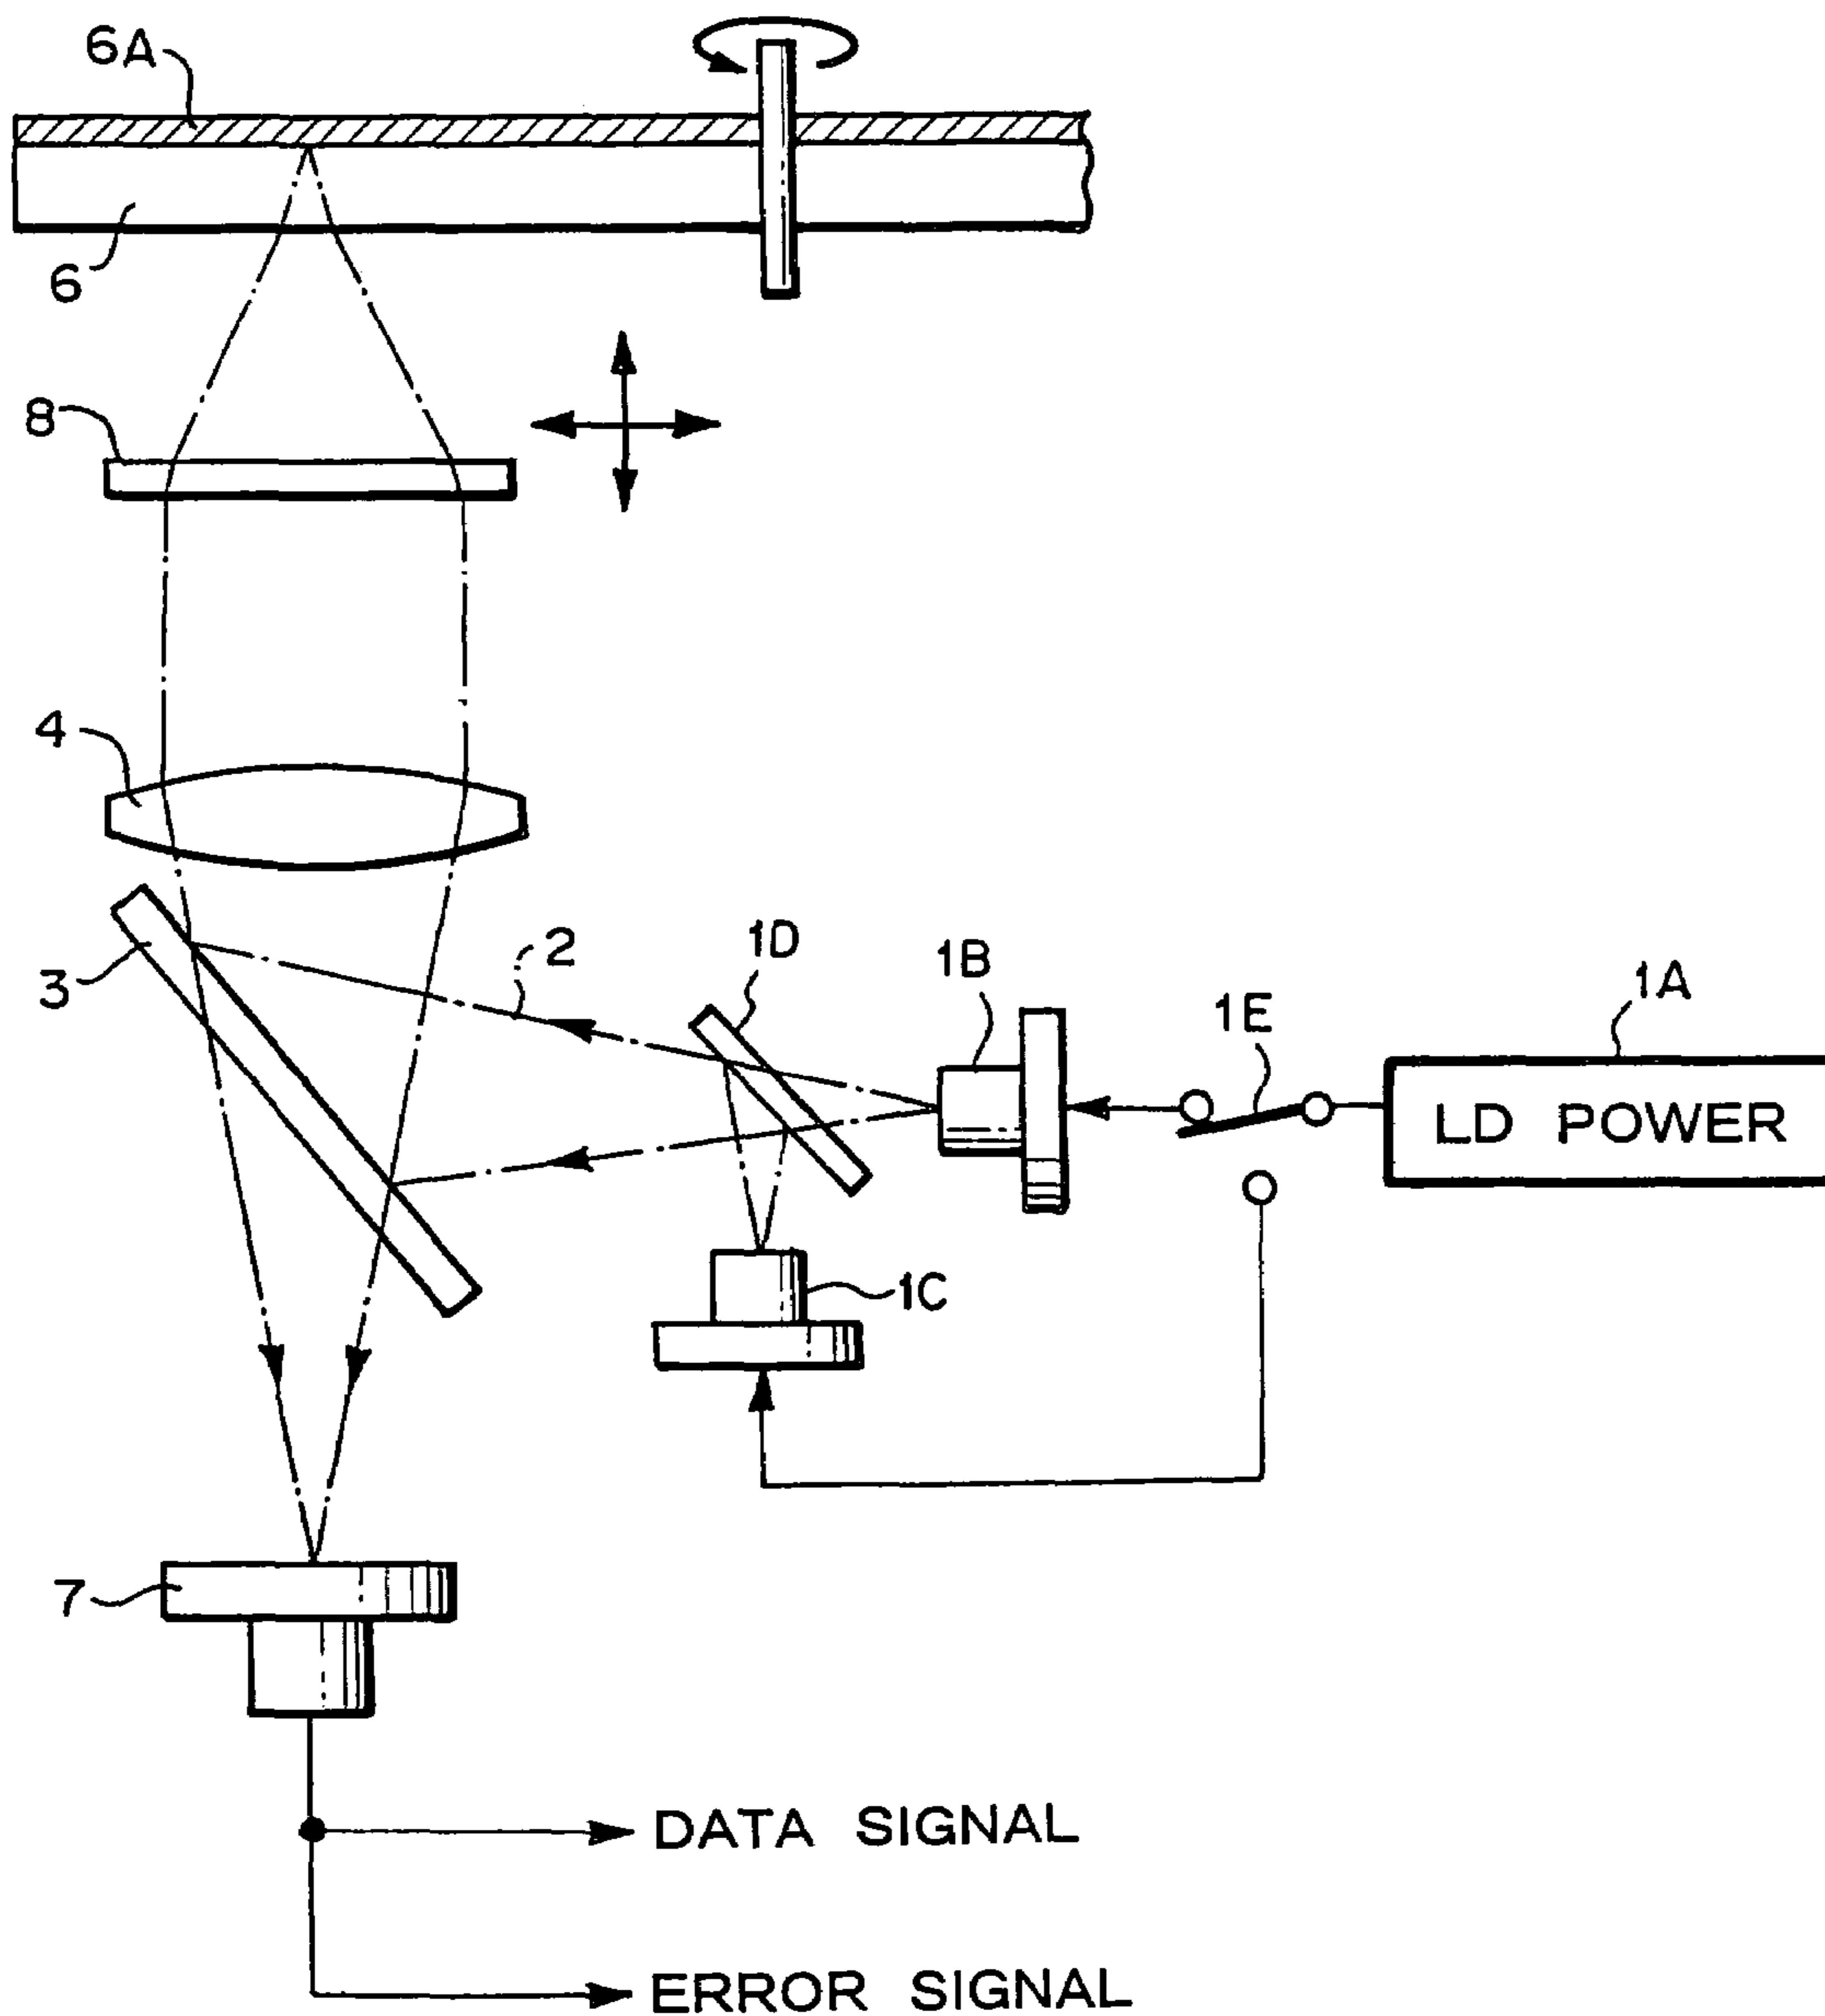 6A
6
8
4
3
2
1D
1B
1E
1A
LD POWER
1C
7
DATA SIGNAL
ERROR SIGNAL